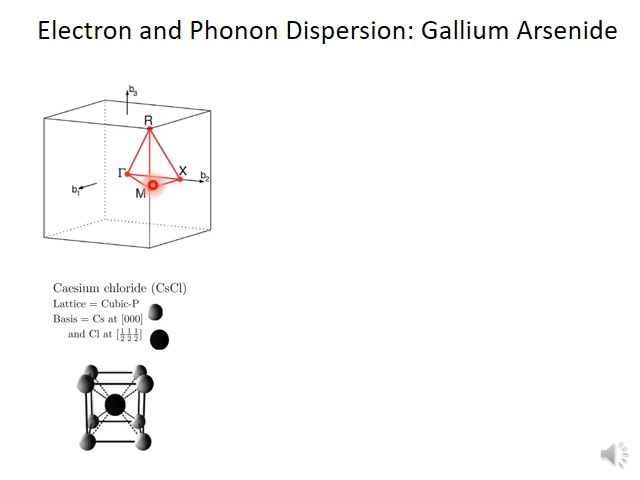 Electron and Phonon Dispersion: Gallium Arsenide
b₃
R
Γ
X
b₂
b₁
M
Caesium chloride (CsCl)
Lattice = Cubic-P
Basis = Cs at [000]
and Cl at [½½½]